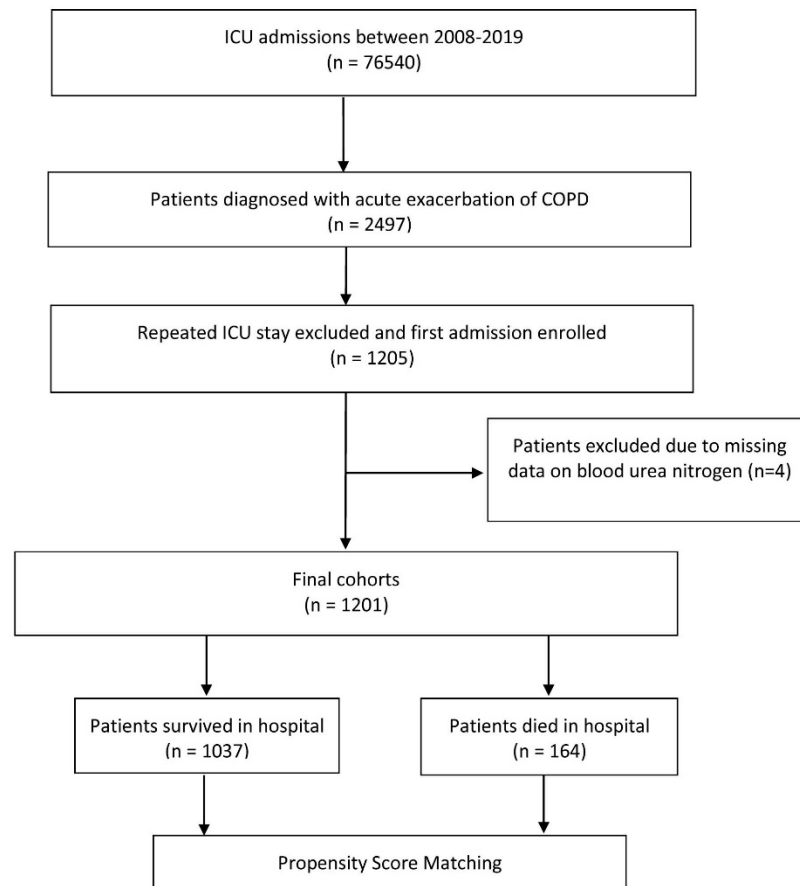 ICU admissions between 2008-2019
(n = 76540)
Patients diagnosed with acute exacerbation of COPD
(n = 2497)
Repeated ICU stay excluded and first admission enrolled
(n = 1205)
Patients excluded due to missing
data on blood urea nitrogen (n=4)
Final cohorts
(n = 1201)
Patients survived in hospital
(n = 1037)
Patients died in hospital
(n = 164)
Propensity Score Matching